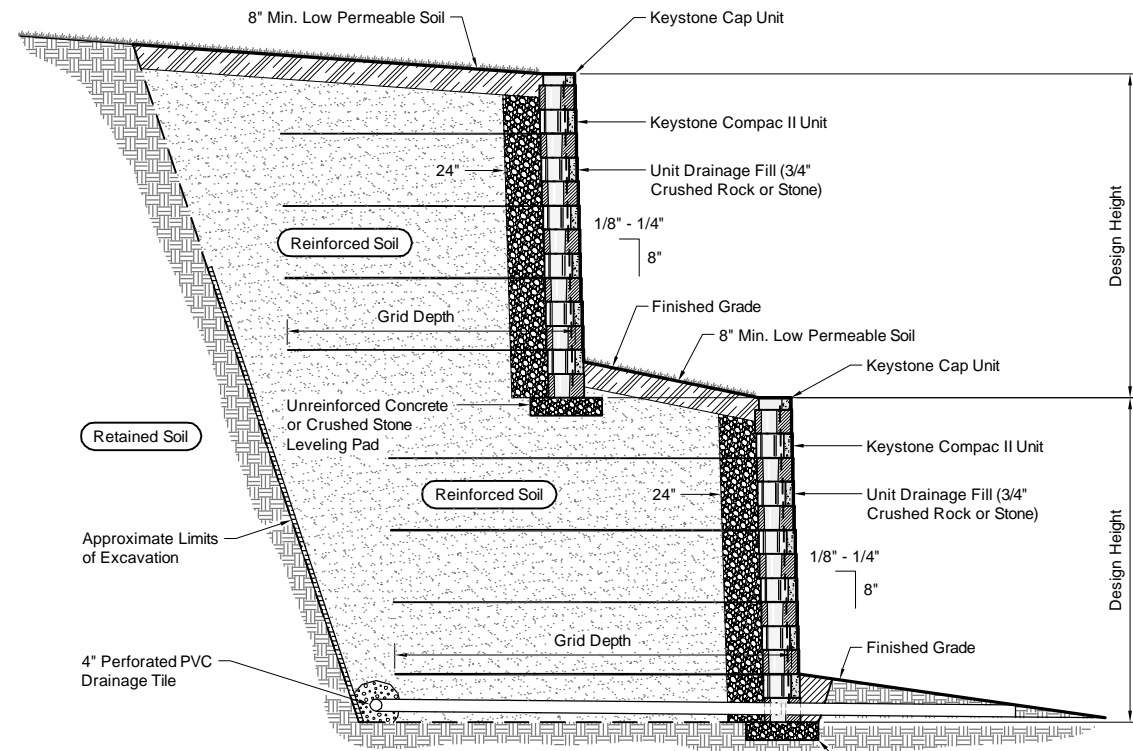 8" Min. Low Permeable Soil
Keystone Cap Unit
Keystone Compac II Unit
24"
Unit Drainage Fill (3/4"
Crushed Rock or Stone)
1/8" - 1/4"
8"
Reinforced Soil
Design Height
Finished Grade
Grid Depth
8" Min. Low Permeable Soil
Keystone Cap Unit
Unreinforced Concrete
or Crushed Stone
Leveling Pad
Retained Soil
Keystone Compac II Unit
Reinforced Soil
24"
Unit Drainage Fill (3/4"
Crushed Rock or Stone)
Approximate Limits
of Excavation
1/8" - 1/4"
8"
Design Height
Grid Depth
Finished Grade
4" Perforated PVC
Drainage Tile